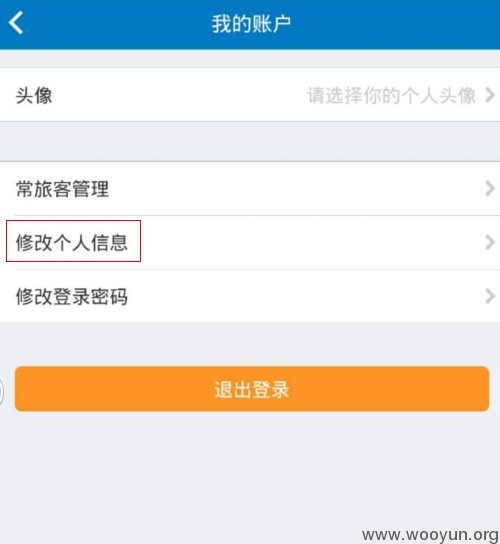 我的账户
头像 请选择你的个人头像
常旅客管理
修改个人信息
修改登录密码
退出登录
www.wooyun.org